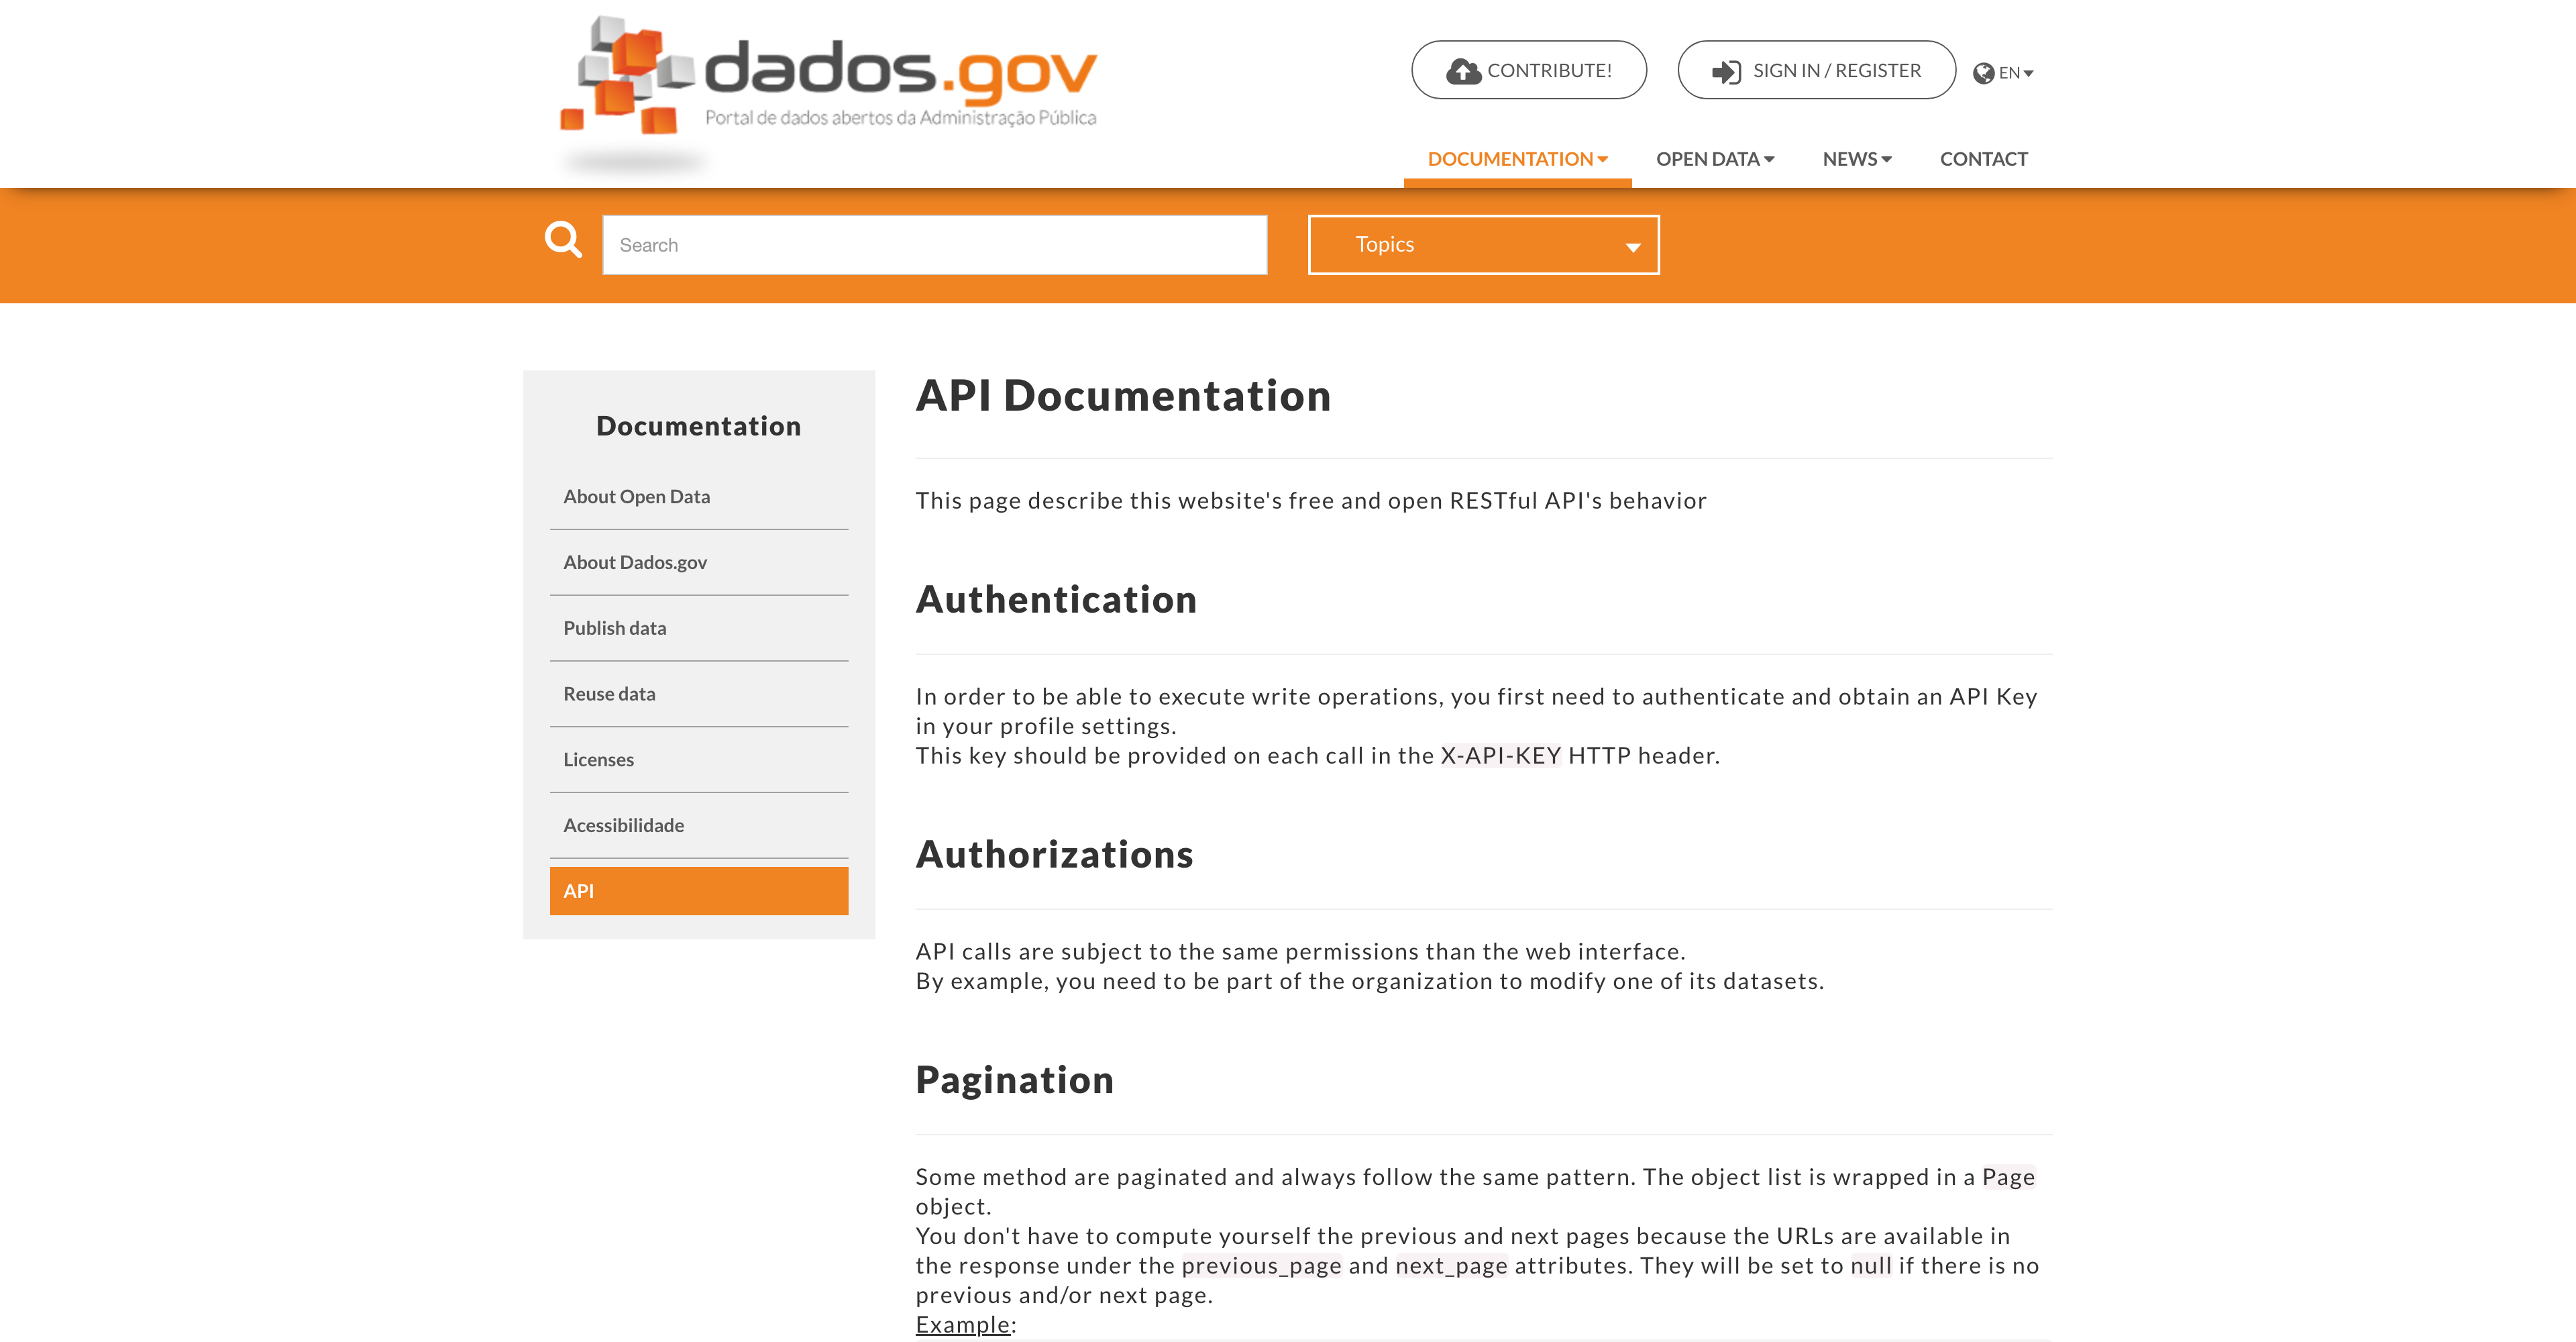 dados.gov
Portal de dados abertos da Administração Pública
CONTRIBUTE!
SIGN IN / REGISTER
EN
DOCUMENTATION
OPEN DATA
NEWS
CONTACT
Search
Topics
Documentation
About Open Data
About Dados.gov
Publish data
Reuse data
Licenses
Acessibilidade
API
API Documentation
This page describe this website's free and open RESTful API's behavior
Authentication
In order to be able to execute write operations, you first need to authenticate and obtain an API Key
in your profile settings.
This key should be provided on each call in the X-API-KEY HTTP header.
Authorizations
API calls are subject to the same permissions than the web interface.
By example, you need to be part of the organization to modify one of its datasets.
Pagination
Some method are paginated and always follow the same pattern. The object list is wrapped in a Page
object.
You don't have to compute yourself the previous and next pages because the URLs are available in
the response under the previous_page and next_page attributes. They will be set to null if there is no
previous and/or next page.
Example: